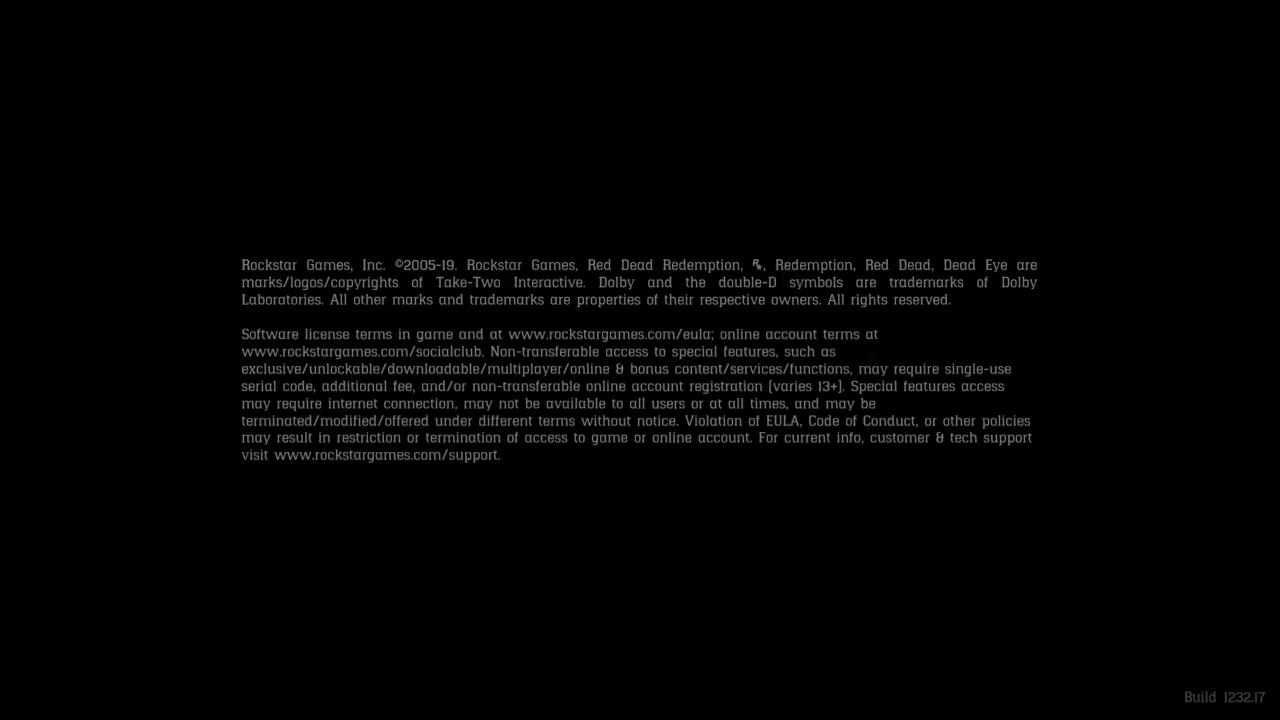 Rockstar Games, Inc. ©2005-19. Rockstar Games, Red Dead Redemption, R*, Redemption, Red Dead, Dead Eye are
marks/logos/copyrights of Take-Two Interactive. Dolby and the double-D symbols are trademarks of Dolby
Laboratories. All other marks and trademarks are properties of their respective owners. All rights reserved.
Software license terms in game and at www.rockstargames.com/eula; online account terms at
www.rockstargames.com/socialclub. Non-transferable access to special features, such as
exclusive/unlockable/downloadable/multiplayer/online & bonus content/services/functions, may require single-use
serial code, additional fee, and/or non-transferable online account registration (varies 13+). Special features access
may require internet connection, may not be available to all users or at all times, and may be
terminated/modified/offered under different terms without notice. Violation of EULA, Code of Conduct, or other policies
may result in restriction or termination of access to game or online account. For current info, customer & tech support
visit www.rockstargames.com/support.
Build 1232.17